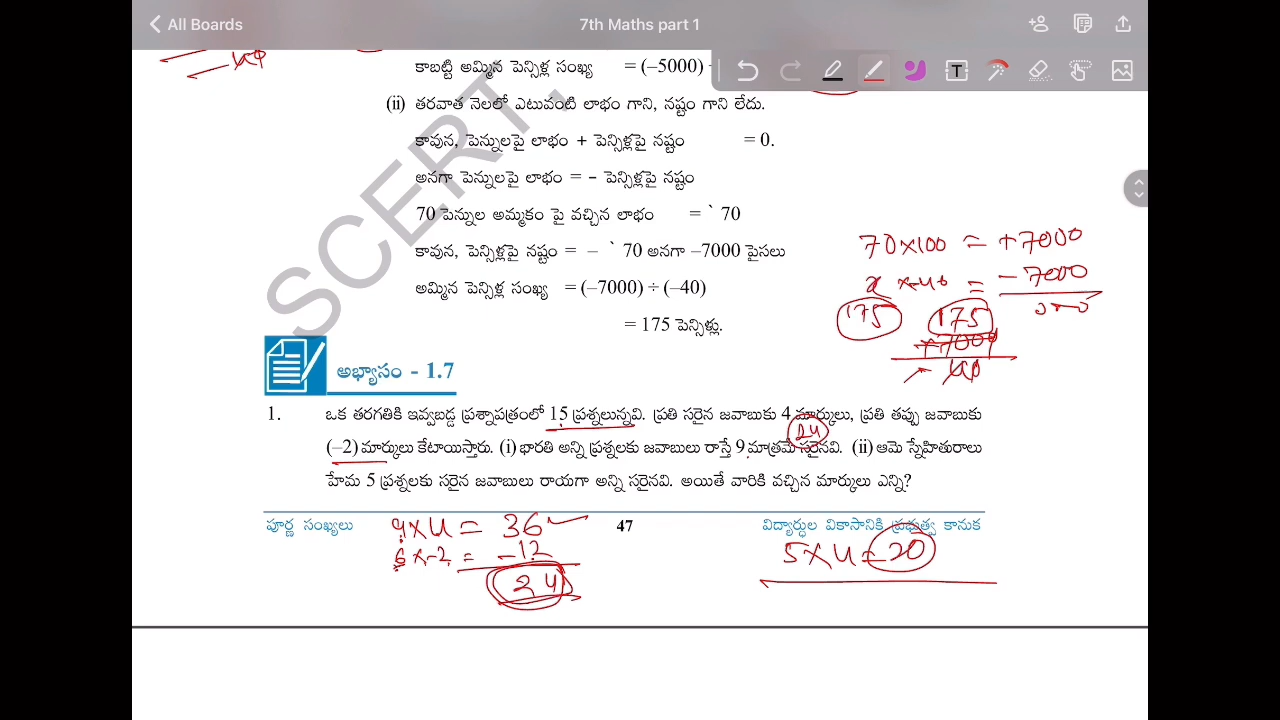 All Boards
7th Maths part 1
కాబట్టి అమ్మిన పెన్సిళ్ల సంఖ్య = (–5000)
(ii) తరవాత నెలలో ఎటువంటి లాభం గాని, నష్టం గాని లేదు.
కావున, పెన్నులపై లాభం + పెన్సిళ్లపై నష్టం = 0.
అనగా పెన్నులపై లాభం = – పెన్సిళ్లపై నష్టం
70 పెన్నుల అమ్మకం పై వచ్చిన లాభం = ` 70
కావున, పెన్సిళ్లపై నష్టం = – ` 70 అనగా –7000 పైసలు
అమ్మిన పెన్సిళ్ల సంఖ్య = (–7000) ÷ (–40)
= 175 పెన్సిళ్లు.
SCERT,
70×100 = +7000
x × -40 = -7000
000
175
175
+7000
-40
అభ్యాసం - 1.7
1. ఒక తరగతికి ఇవ్వబడ్డ ప్రశ్నాపత్రంలో 15 ప్రశ్నలున్నవి. ప్రతి సరైన జవాబుకు 4 మార్కులు, ప్రతి తప్పు జవాబుకు
24
(–2) మార్కులు కేటాయిస్తారు. (i) భారతి అన్ని ప్రశ్నలకు జవాబులు రాస్తే 9 మాత్రమే సరైనవి. (ii) ఆమె స్నేహితురాలు
హేమ 5 ప్రశ్నలకు సరైన జవాబులు రాయగా అన్ని సరైనవి. అయితే వారికి వచ్చిన మార్కులు ఎన్ని?
పూర్ణ సంఖ్యలు 47 విద్యార్థుల వికాసానికి ప్రభుత్వ కానుక
9×4 = 36
6×-2 = -12
24
5×4=20